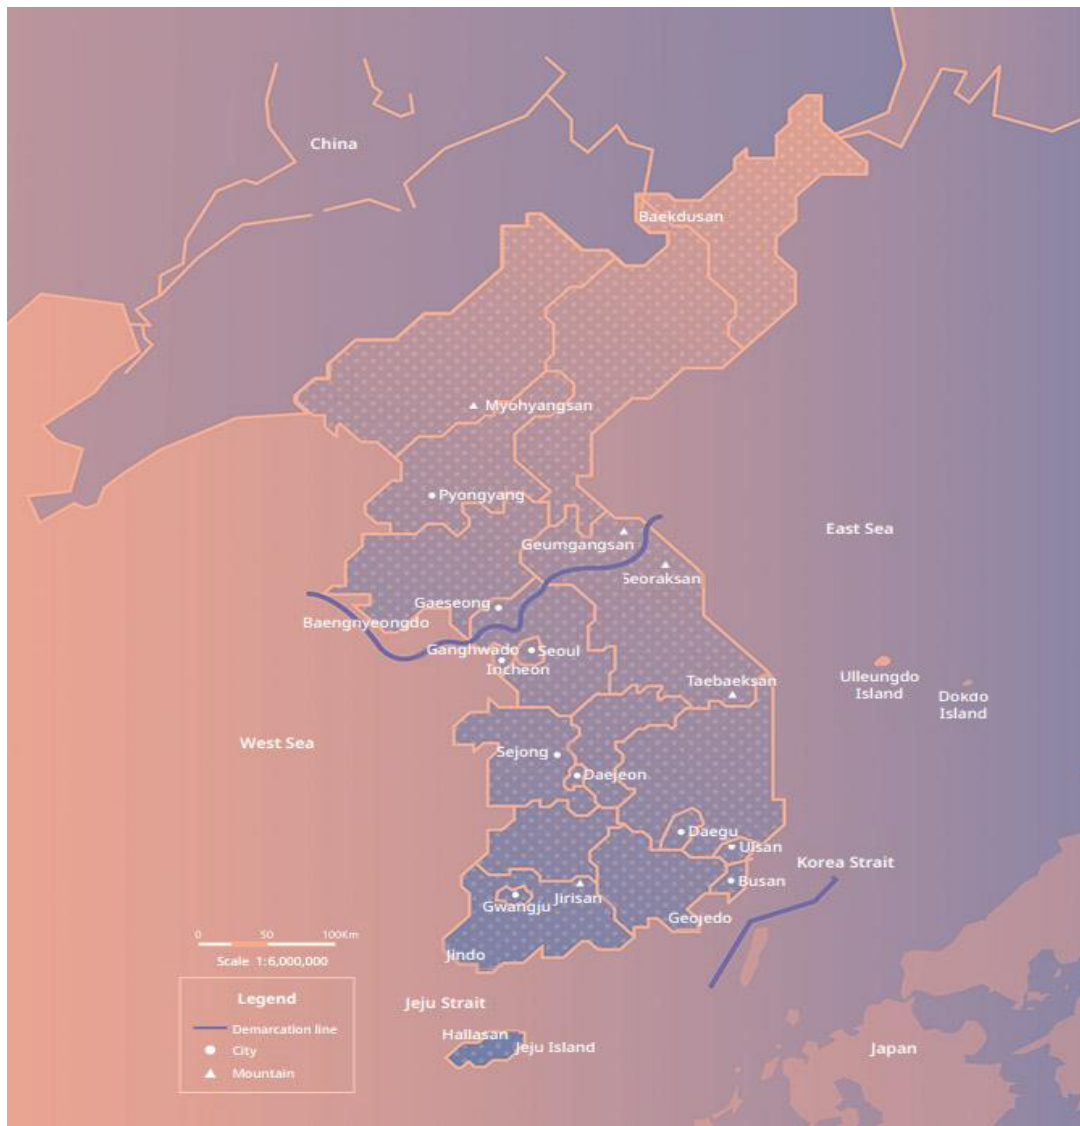 China
Baekdusan
Myohyangsan
Pyongyang
East Sea
Geumgangsan
Seoraksan
Gaeseong
Baengnyeongdo
Ganghwado
Seoul
Incheon
Taebaeksan
Ulleungdo
Island
Dokdo
Island
West Sea
Sejong
Daejeon
Daegu
Ulsan
Korea Strait
Busan
Jirisan
Gwangju
Geojedo
0 50 100Km
Scale 1:6,000,000
Jindo
Legend
Demarcation line
City
Mountain
Jeju Strait
Hallasan
Jeju Island
Japan